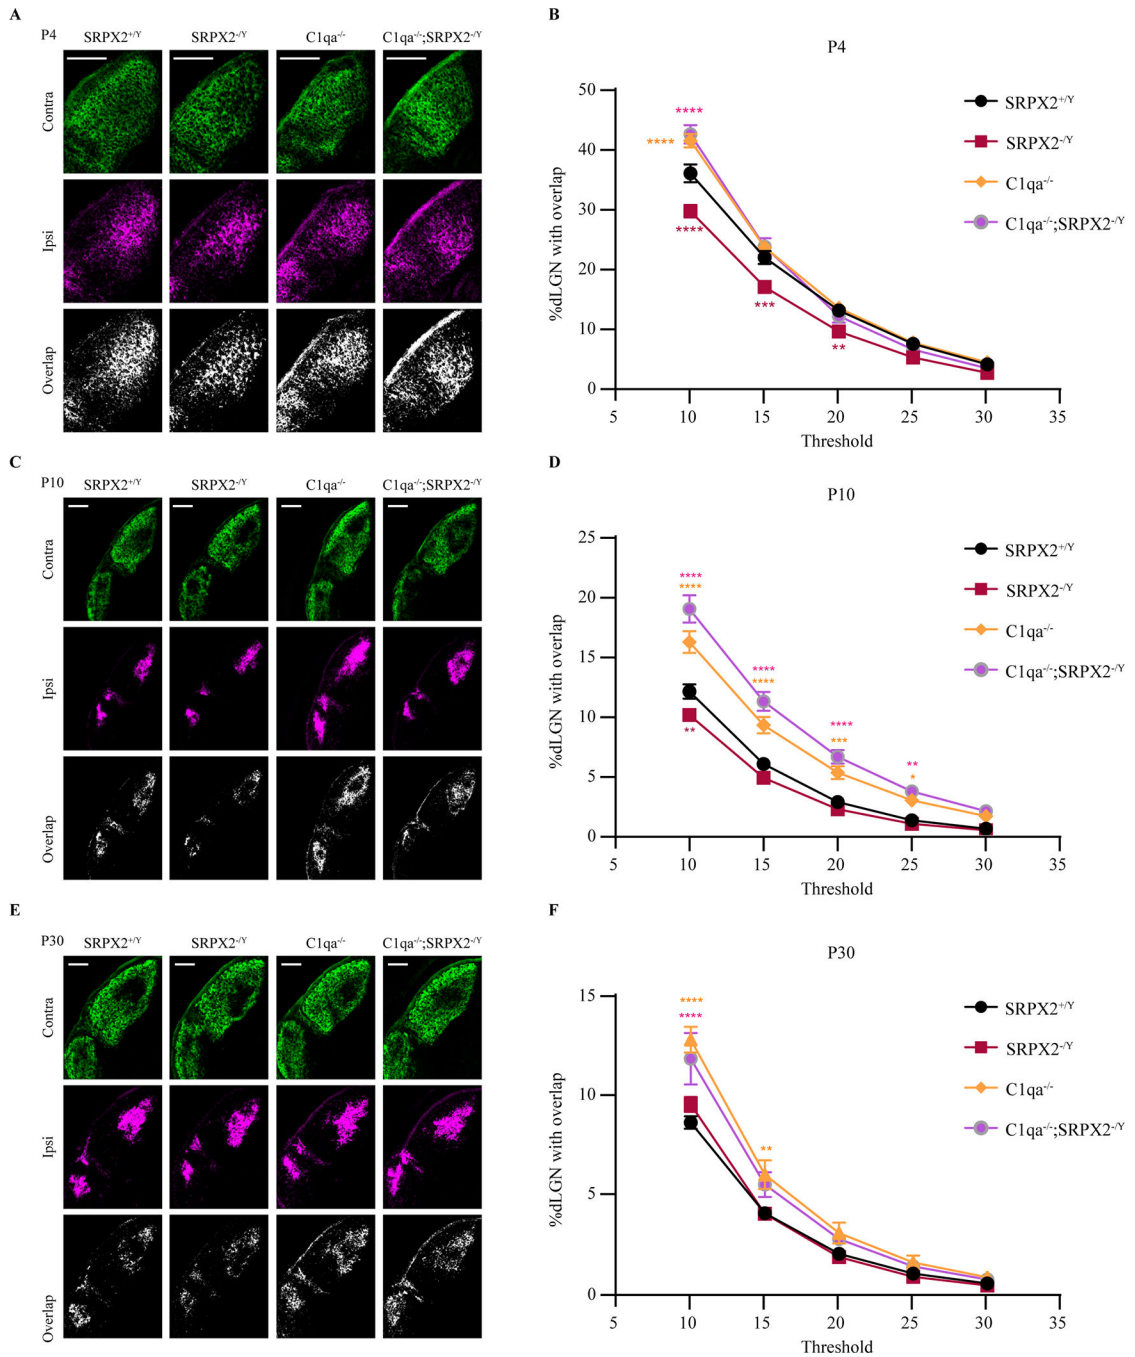 A
P4 SRPX2+/Y SRPX2-/Y C1qa-/- C1qa-/-;SRPX2-/Y
Contra
Ipsi
Overlap
B
P4
%dLGN with overlap
50
40
30
20
10
0
5 10 15 20 25 30 35
Threshold
****
****
****
***
**
SRPX2+/Y
SRPX2-/Y
C1qa-/-
C1qa-/-;SRPX2-/Y
C
P10 SRPX2+/Y SRPX2-/Y C1qa-/- C1qa-/-;SRPX2-/Y
Contra
Ipsi
Overlap
D
P10
%dLGN with overlap
25
20
15
10
5
0
5 10 15 20 25 30 35
Threshold
****
****
**
****
****
****
***
**
*
SRPX2+/Y
SRPX2-/Y
C1qa-/-
C1qa-/-;SRPX2-/Y
E
P30 SRPX2+/Y SRPX2-/Y C1qa-/- C1qa-/-;SRPX2-/Y
Contra
Ipsi
Overlap
F
P30
%dLGN with overlap
15
10
5
0
5 10 15 20 25 30 35
Threshold
****
****
**
SRPX2+/Y
SRPX2-/Y
C1qa-/-
C1qa-/-;SRPX2-/Y